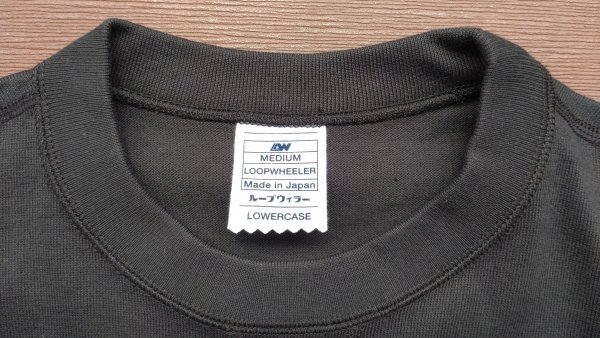 LW
MEDIUM
LOOPWHEELER
Made in Japan
ループウィラー
LOWERCASE